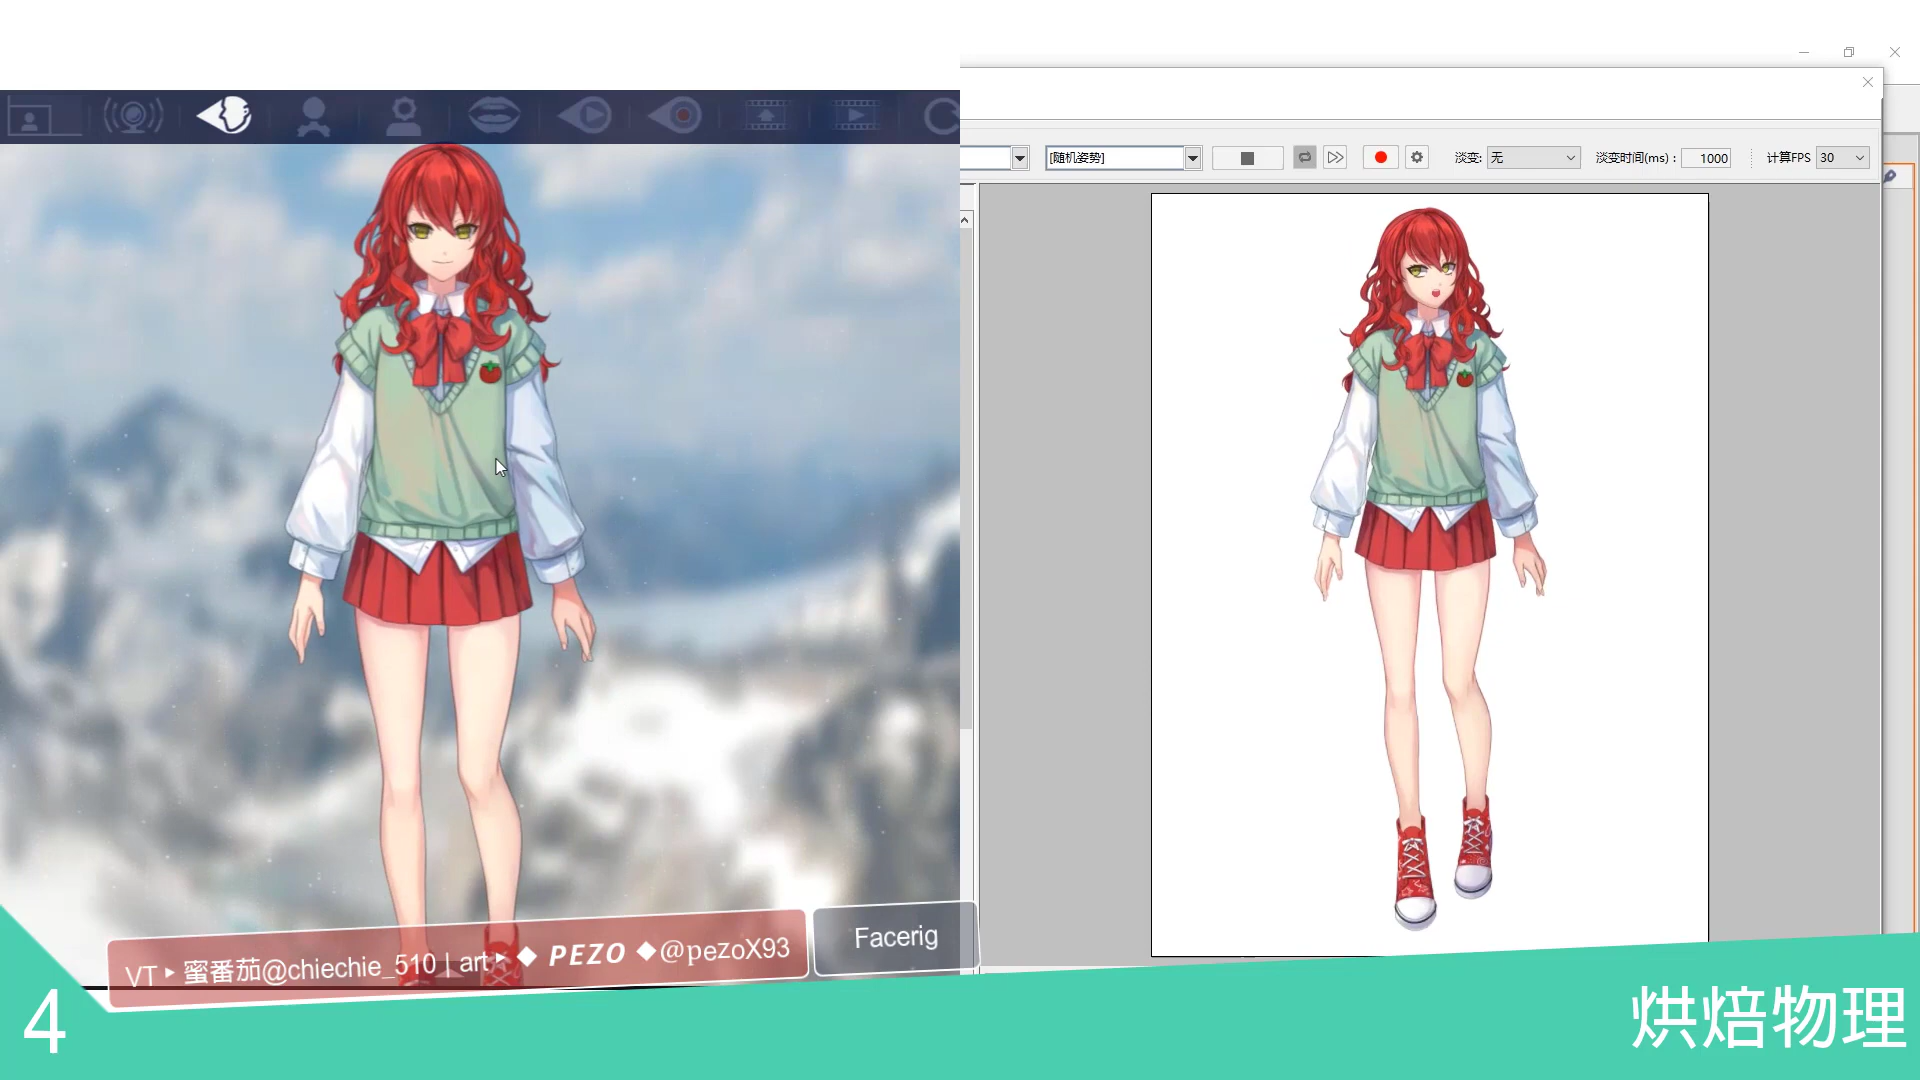 [随机姿势]
淡变: 无
淡变时间(ms) : 1000
计算FPS 30
VT ▸ 蜜番茄@chiechie_510 | art ▸ ◆ PEZO ◆@pezoX93
Facerig
4
烘焙物理